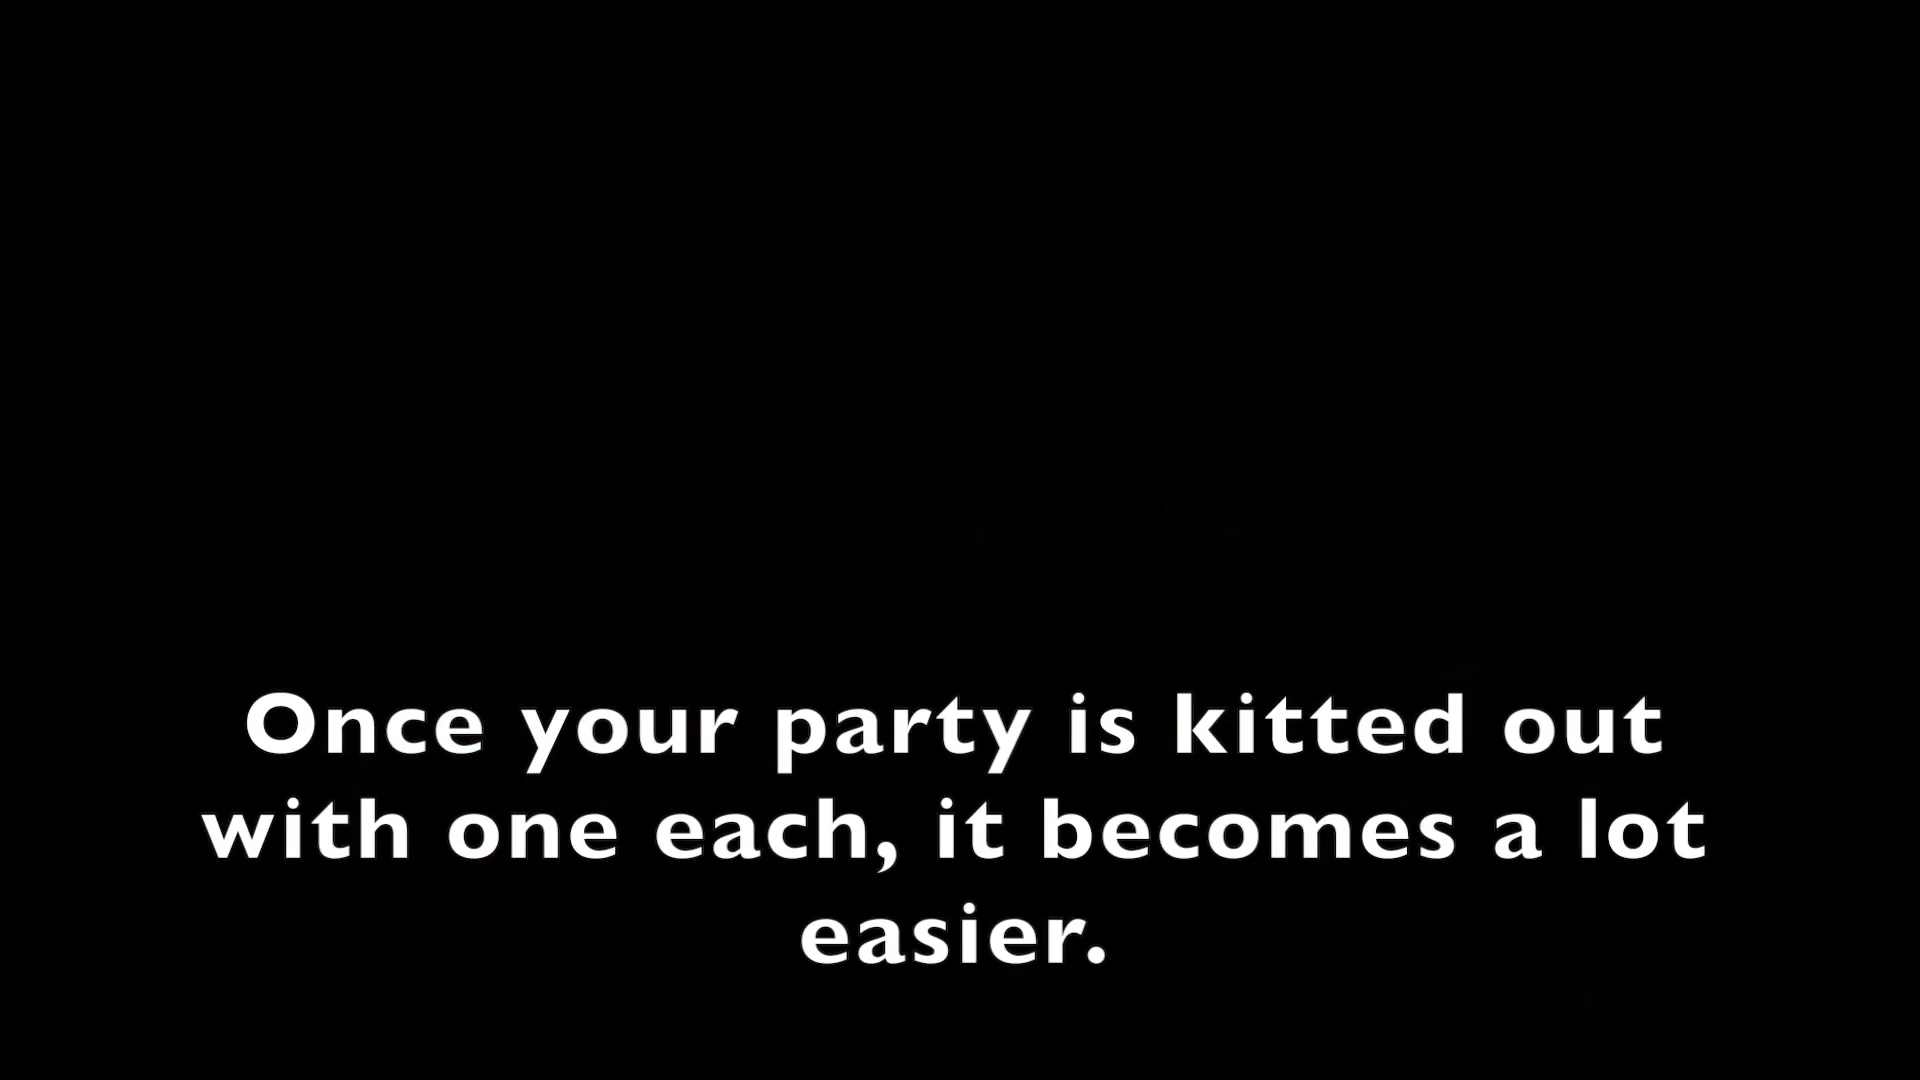 Once your party is kitted out
with one each, it becomes a lot
easier.